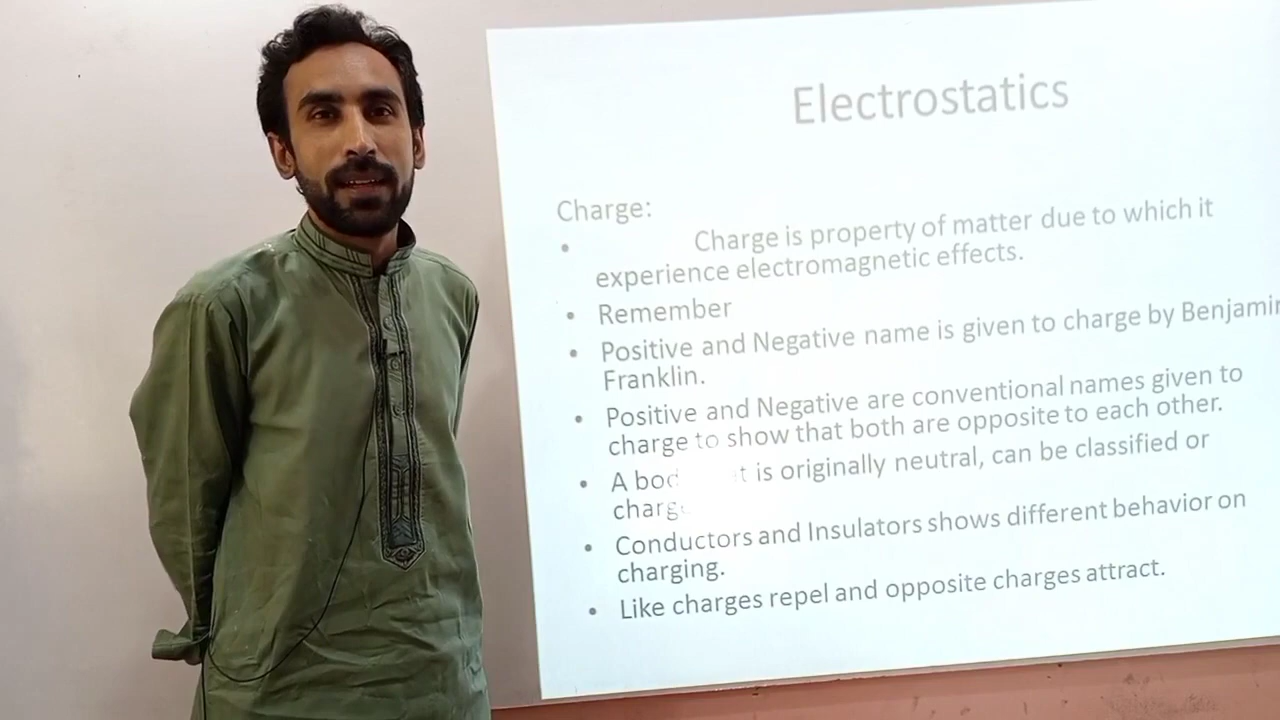 Electrostatics
Charge:
• Charge is property of matter due to which it
experience electromagnetic effects.
• Remember
• Positive and Negative name is given to charge by Benjamin
Franklin.
• Positive and Negative are conventional names given to
charge to show that both are opposite to each other.
• A is originally neutral, can be classified or
• Conductors and Insulators shows different behavior on
charging.
• Like charges repel and opposite charges attract.